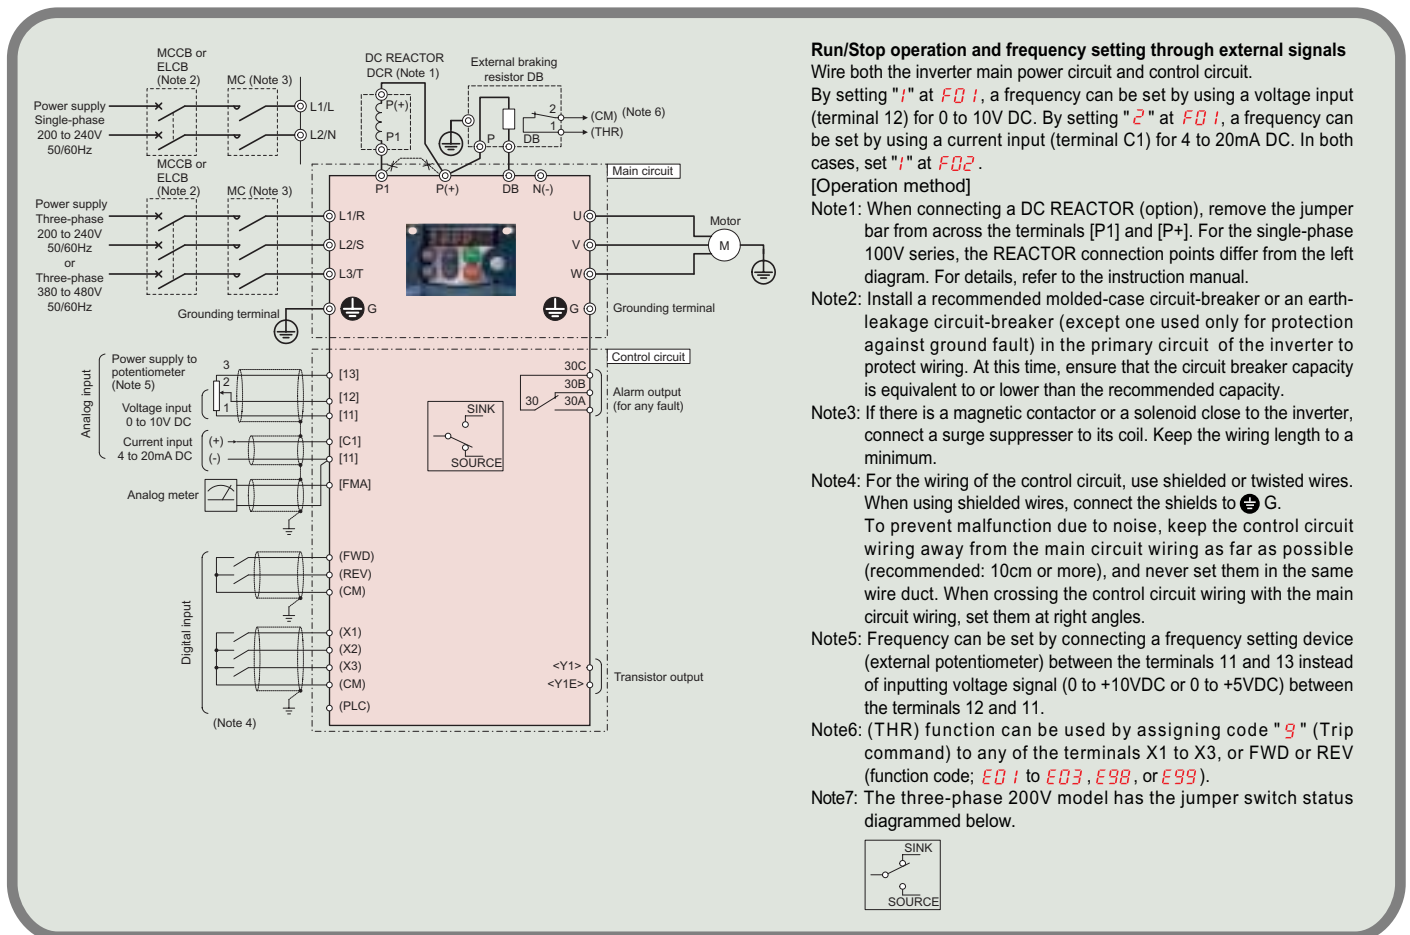 MCCB or
ELCB
(Note 2)
MC (Note 3)
Power supply
Single-phase
200 to 240V
50/60Hz
L1/L
L2/N
DC REACTOR
DCR (Note 1)
P(+)
P1
External braking
resistor DB
2
1
P
DB
(CM)
(THR)
(Note 6)
MCCB or
ELCB
(Note 2)
MC (Note 3)
Power supply
Three-phase
200 to 240V
50/60Hz
or
Three-phase
380 to 480V
50/60Hz
Main circuit
P1
P(+)
DB
N(-)
L1/R
L2/S
L3/T
U
V
W
Motor
M
Grounding terminal
G
G
Grounding terminal
Control circuit
Analog input
Power supply to
potentiometer
(Note 5)
3
2
1
Voltage input
0 to 10V DC
Current input
4 to 20mA DC
(+)
(-)
Analog meter
[13]
[12]
[11]
[C1]
[11]
[FMA]
SINK
SOURCE
30C
30B
30
30A
Alarm output
(for any fault)
Digital input
(FWD)
(REV)
(CM)
(X1)
(X2)
(X3)
(CM)
(PLC)
(Note 4)
<Y1>
<Y1E>
Transistor output
Run/Stop operation and frequency setting through external signals
Wire both the inverter main power circuit and control circuit.
By setting "1" at F01, a frequency can be set by using a voltage input
(terminal 12) for 0 to 10V DC. By setting "2" at F01, a frequency can
be set by using a current input (terminal C1) for 4 to 20mA DC. In both
cases, set "1" at F02.
[Operation method]
Note1: When connecting a DC REACTOR (option), remove the jumper
bar from across the terminals [P1] and [P+]. For the single-phase
100V series, the REACTOR connection points differ from the left
diagram. For details, refer to the instruction manual.
Note2: Install a recommended molded-case circuit-breaker or an earth-
leakage circuit-breaker (except one used only for protection
against ground fault) in the primary circuit of the inverter to
protect wiring. At this time, ensure that the circuit breaker capacity
is equivalent to or lower than the recommended capacity.
Note3: If there is a magnetic contactor or a solenoid close to the inverter,
connect a surge suppresser to its coil. Keep the wiring length to a
minimum.
Note4: For the wiring of the control circuit, use shielded or twisted wires.
When using shielded wires, connect the shields to G.
To prevent malfunction due to noise, keep the control circuit
wiring away from the main circuit wiring as far as possible
(recommended: 10cm or more), and never set them in the same
wire duct. When crossing the control circuit wiring with the main
circuit wiring, set them at right angles.
Note5: Frequency can be set by connecting a frequency setting device
(external potentiometer) between the terminals 11 and 13 instead
of inputting voltage signal (0 to +10VDC or 0 to +5VDC) between
the terminals 12 and 11.
Note6: (THR) function can be used by assigning code "9" (Trip
command) to any of the terminals X1 to X3, or FWD or REV
(function code; E01 to E03, E98, or E99).
Note7: The three-phase 200V model has the jumper switch status
diagrammed below.
SINK
SOURCE